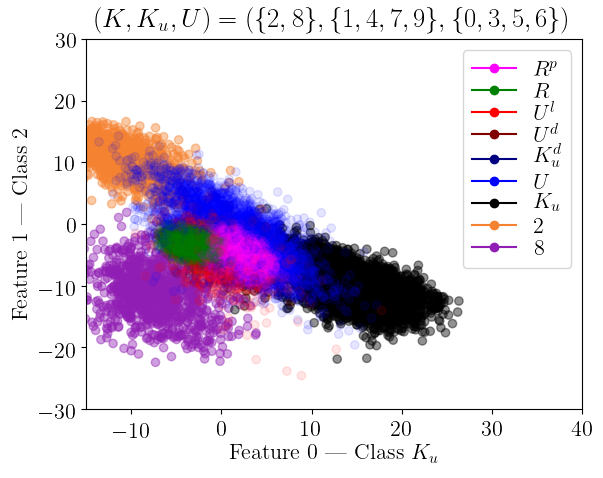 (K, K_u, U) = ({2, 8}, {1, 4, 7, 9}, {0, 3, 5, 6})
30
20
10
0
−10
−20
−30
Feature 1 — Class 2
R^p
R
U^l
U^d
K_u^d
U
K_u
2
8
−10
0
10
20
30
40
Feature 0 — Class K_u